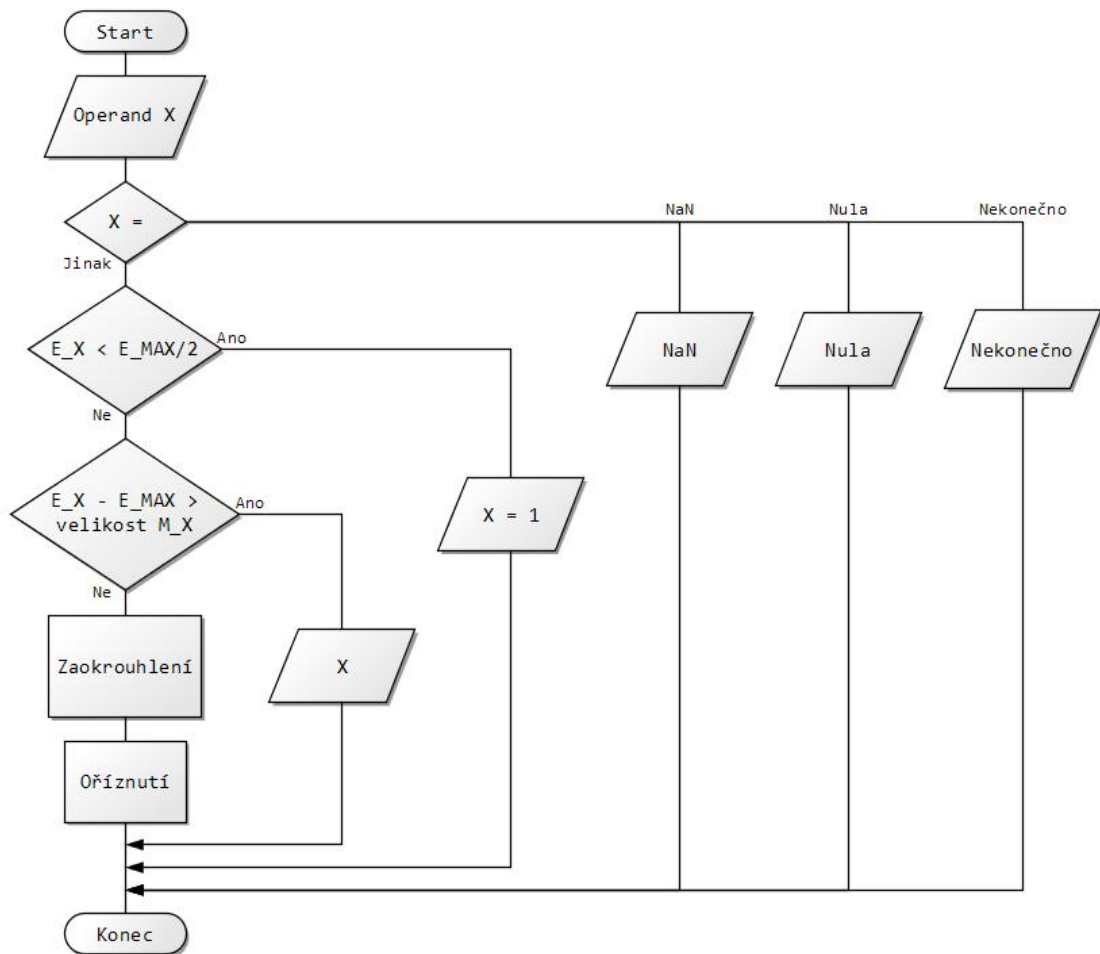 Start
Operand X
X =
NaN
Nula
Nekonečno
Jinak
E_X < E_MAX/2
Ano
NaN
Nula
Nekonečno
Ne
E_X - E_MAX >
velikost M_X
Ano
X = 1
Ne
Zaokrouhlení
X
Oříznutí
Konec